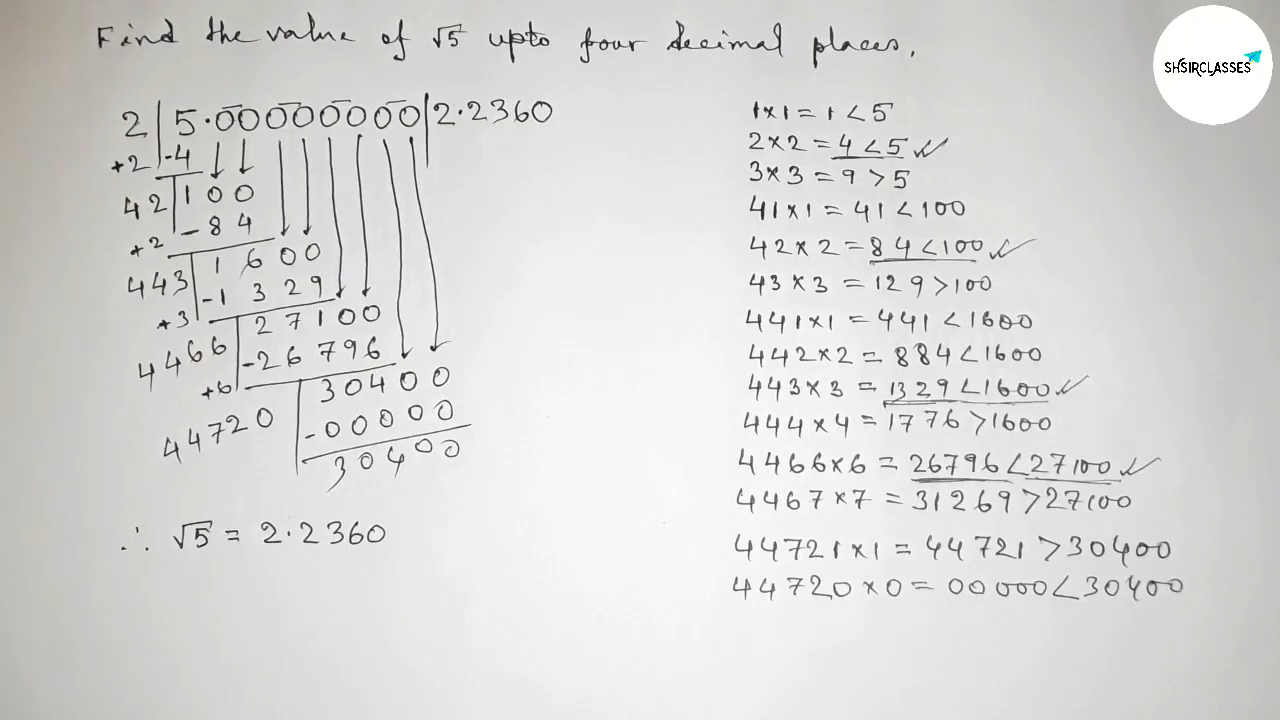 Find the value of √5 upto four decimal places.
SHSIRCLASSES
2 | 5.00000000 | 2.2360
+2 | -4
42 | 100
+2 -84
443 | 1600
+3 -1329
4466 | 27100
+6 -26796
44720 | 30400
-00000
30400
∴ √5 = 2.2360
1×1 = 1 < 5
2×2 = 4 < 5 ✓
3×3 = 9 > 5
41×1 = 41 < 100
42×2 = 84 < 100 ✓
43×3 = 129 > 100
441×1 = 441 < 1600
442×2 = 884 < 1600
443×3 = 1329 < 1600 ✓
444×4 = 1776 > 1600
4466×6 = 26796 < 27100 ✓
4467×7 = 31269 > 27100
44721×1 = 44721 > 30400
44720×0 = 00000 < 30400